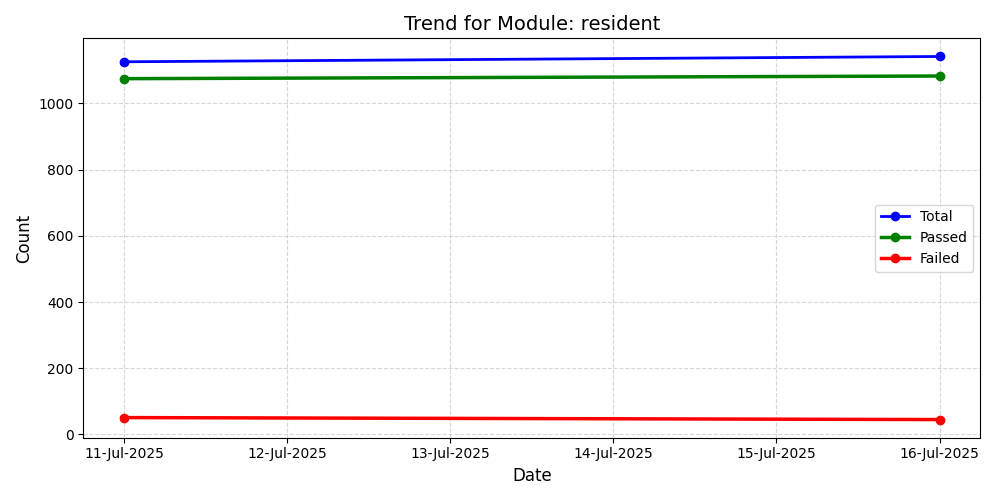 Trend for Module: resident
Count
1000
800
600
400
200
0
Total
Passed
Failed
11-Jul-2025 12-Jul-2025 13-Jul-2025 14-Jul-2025 15-Jul-2025 16-Jul-2025
Date